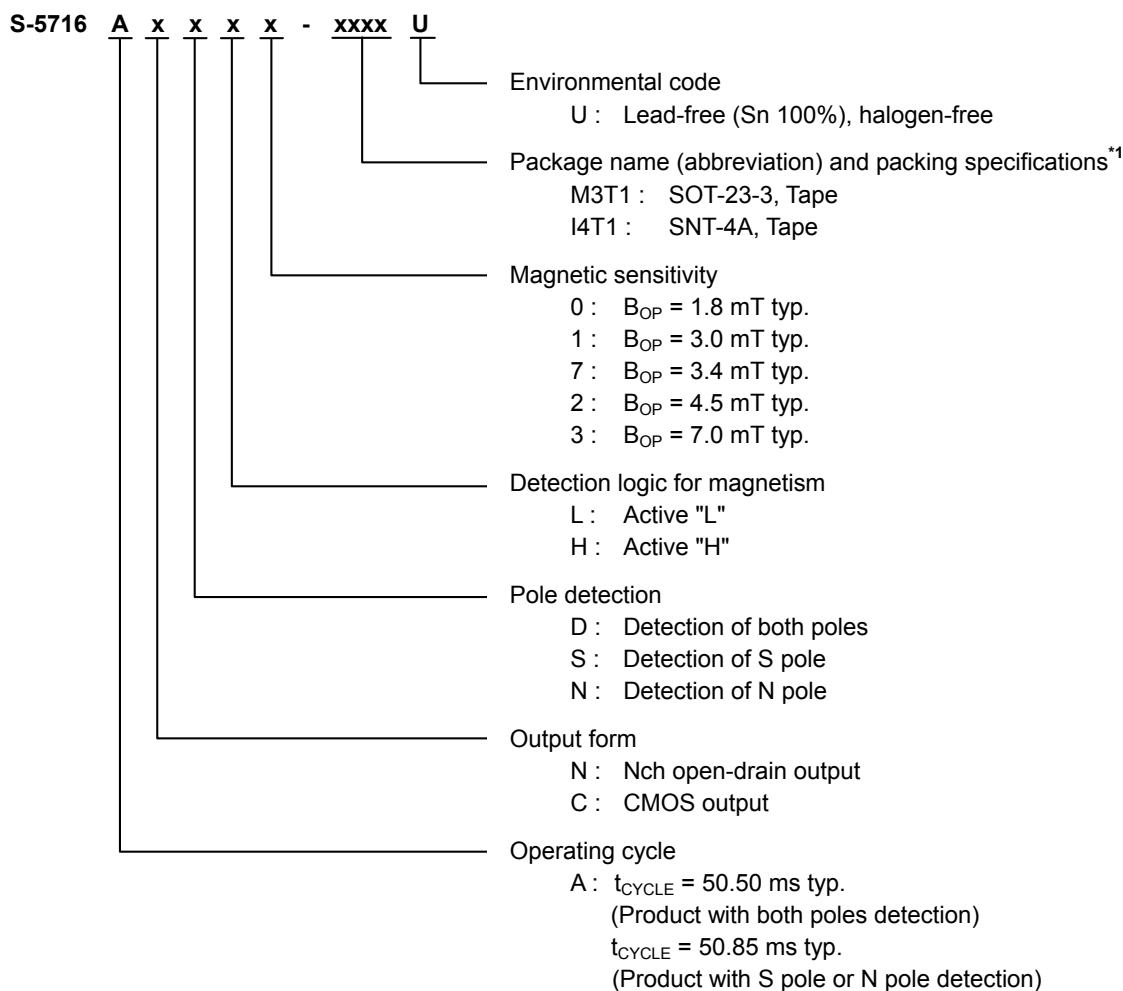 S-5716 A x x x x - xxxx U
Environmental code
U : Lead-free (Sn 100%), halogen-free
Package name (abbreviation) and packing specifications*1
M3T1 : SOT-23-3, Tape
I4T1 : SNT-4A, Tape
Magnetic sensitivity
0 : BOP = 1.8 mT typ.
1 : BOP = 3.0 mT typ.
7 : BOP = 3.4 mT typ.
2 : BOP = 4.5 mT typ.
3 : BOP = 7.0 mT typ.
Detection logic for magnetism
L : Active "L"
H : Active "H"
Pole detection
D : Detection of both poles
S : Detection of S pole
N : Detection of N pole
Output form
N : Nch open-drain output
C : CMOS output
Operating cycle
A : tCYCLE = 50.50 ms typ.
(Product with both poles detection)
tCYCLE = 50.85 ms typ.
(Product with S pole or N pole detection)